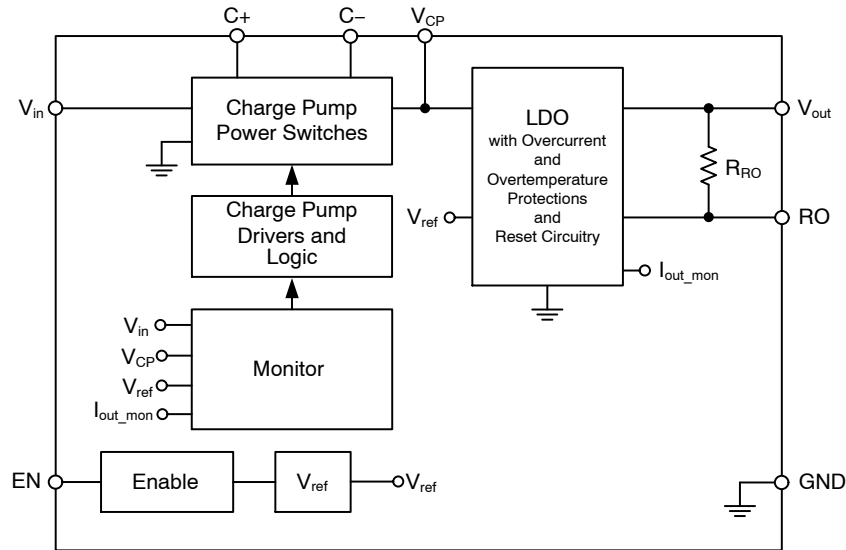 C+
C−
V_CP
V_in
Charge Pump
Power Switches
LDO
with Overcurrent
and
Overtemperature
Protections
and
Reset Circuitry
V_out
R_RO
V_ref
RO
Charge Pump
Drivers and
Logic
I_out_mon
V_in
V_CP
V_ref
I_out_mon
Monitor
EN
Enable
V_ref
V_ref
GND